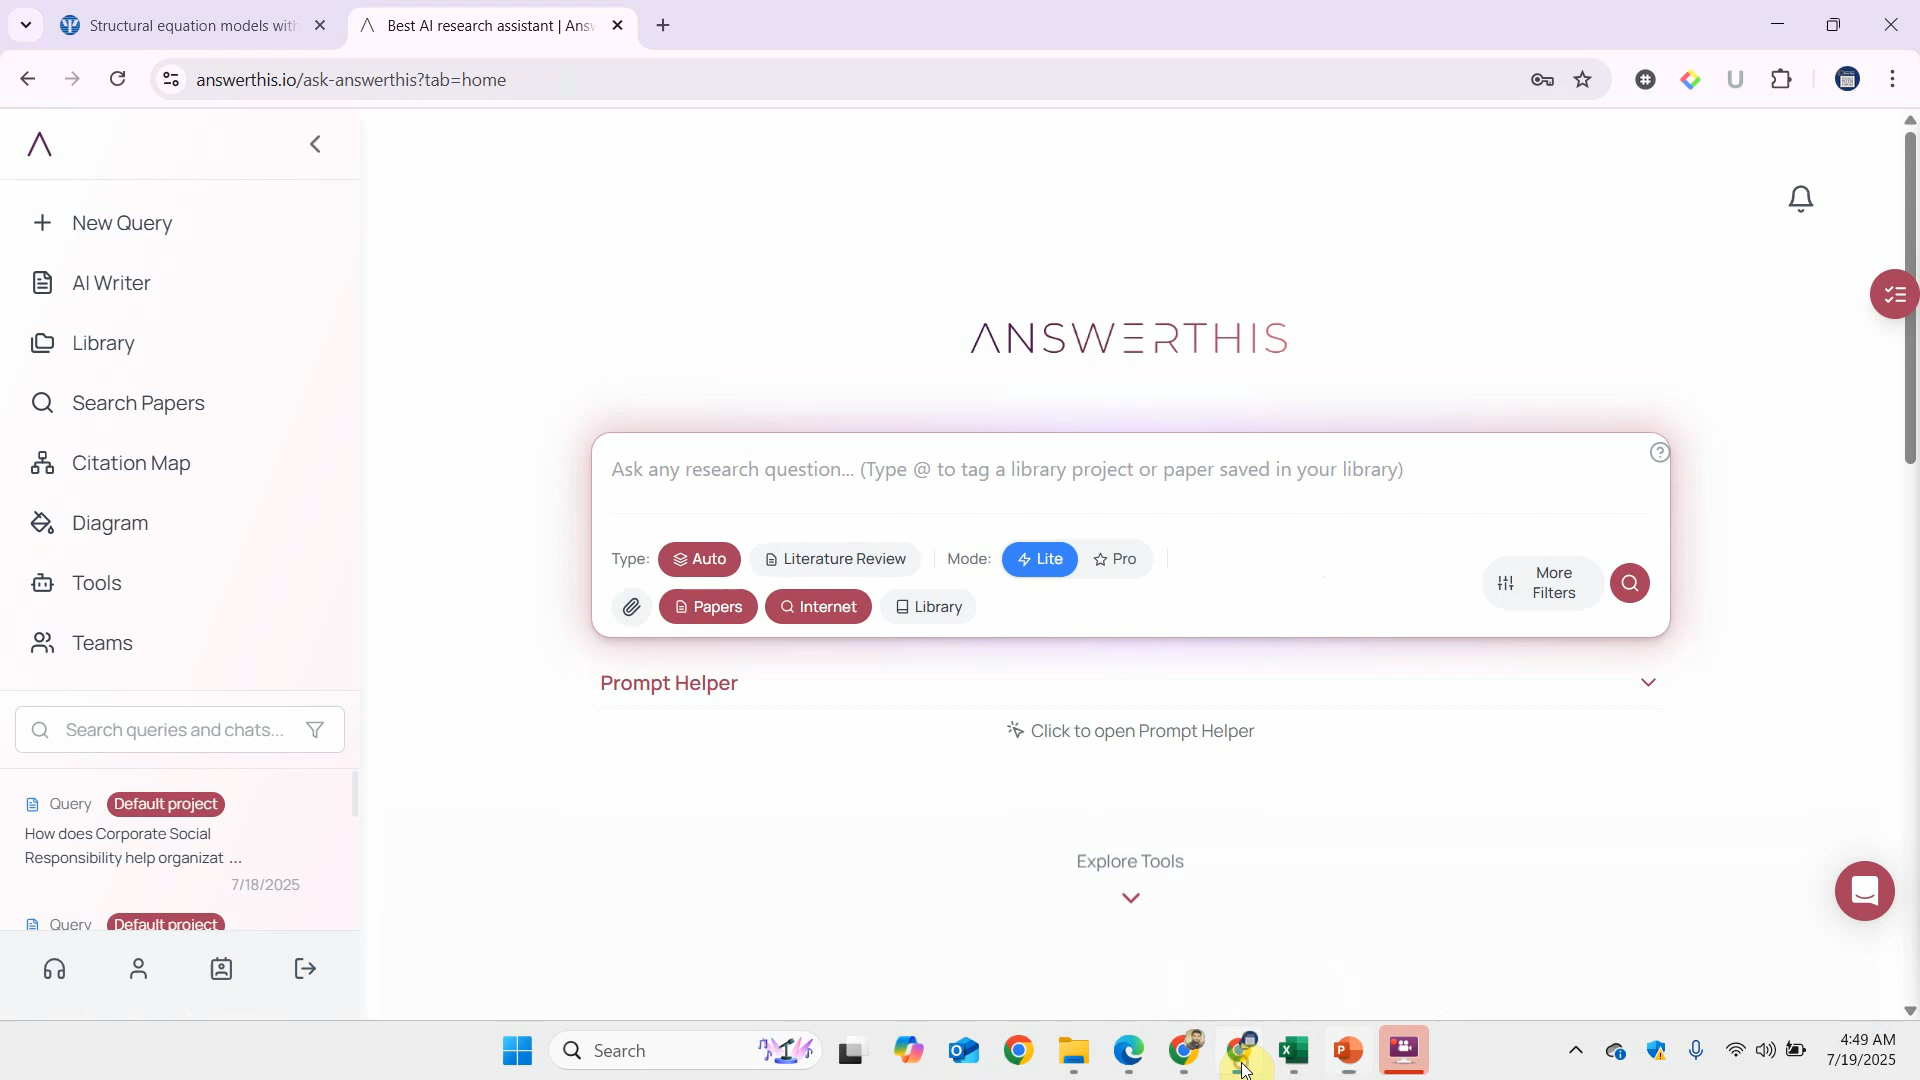 Structural equation models with
Best AI research assistant | Answ
answerthis.io/ask-answerthis?tab=home
New Query
AI Writer
Library
Search Papers
Citation Map
Diagram
Tools
Teams
Search queries and chats...
Query Default project
How does Corporate Social
Responsibility help organizat ...
7/18/2025
Query Default project
ANSWERTHIS
Ask any research question... (Type @ to tag a library project or paper saved in your library)
Type: Auto Literature Review Mode: Lite Pro
More
Filters
Papers Internet Library
Prompt Helper
Click to open Prompt Helper
Explore Tools
Search
4:49 AM
7/19/2025